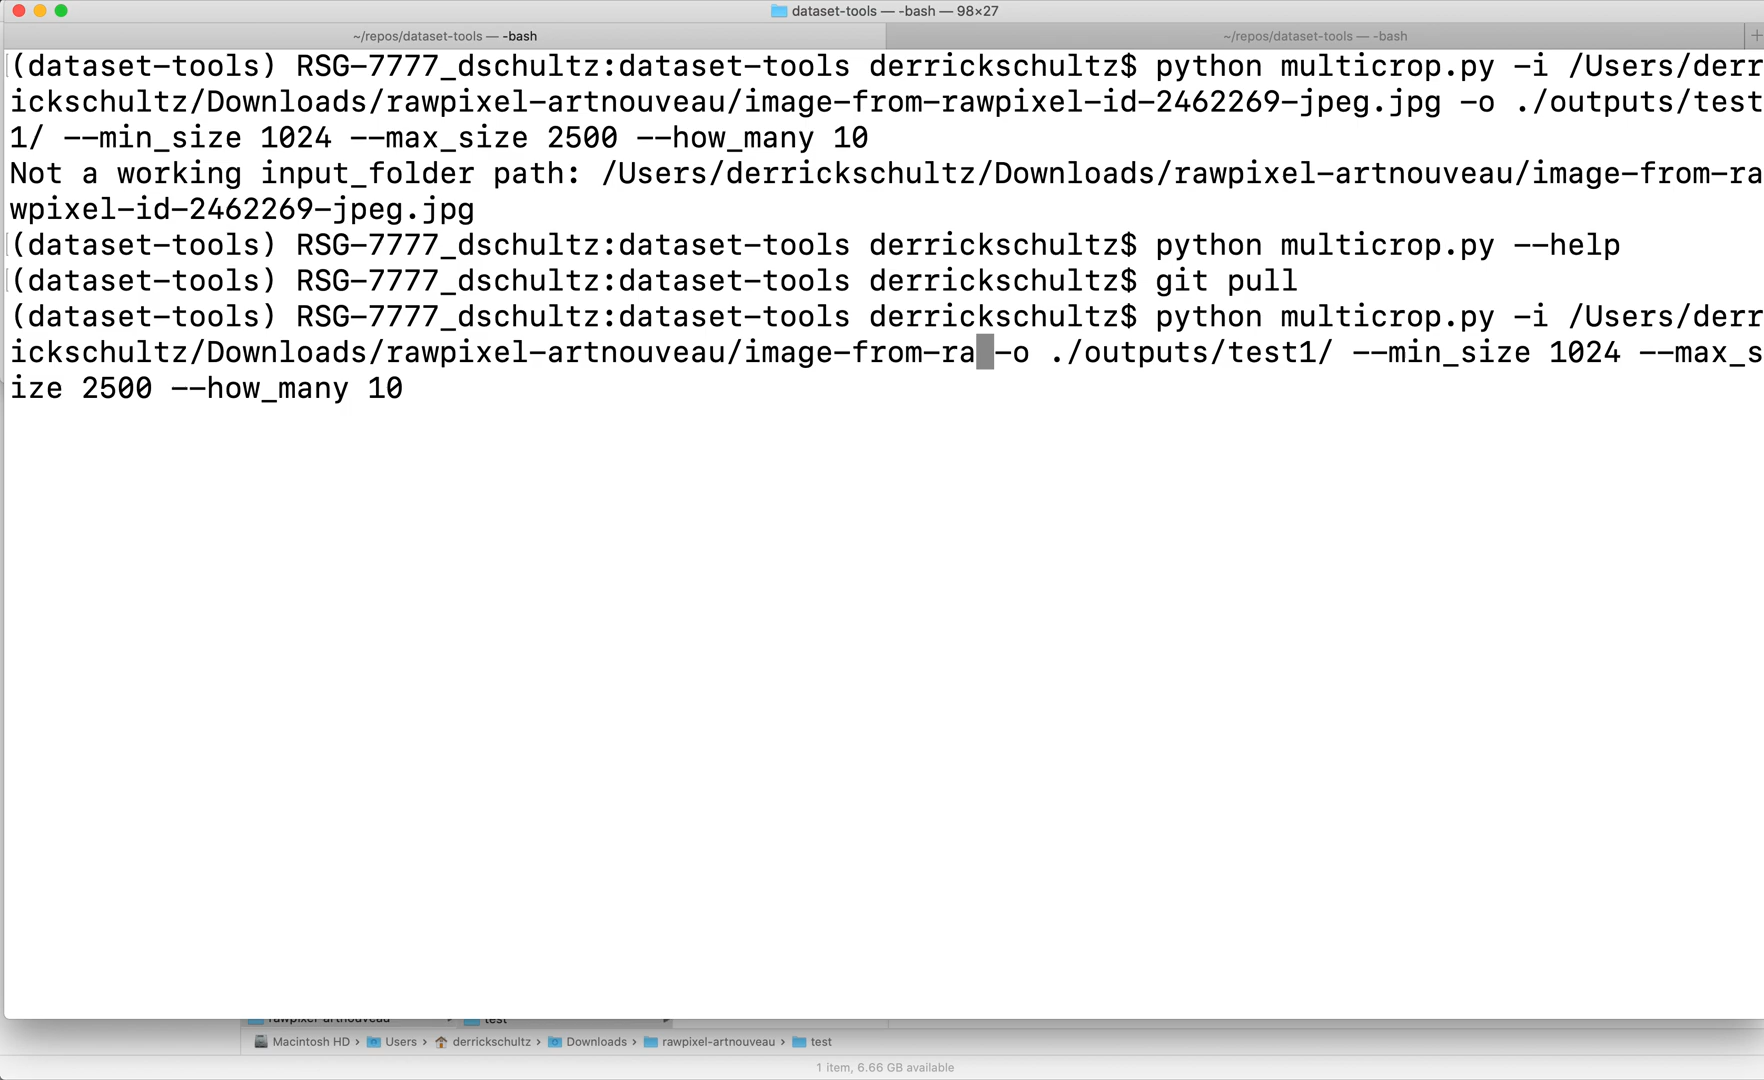 dataset-tools — -bash — 98×27
~/repos/dataset-tools — -bash
~/repos/dataset-tools — -bash
(dataset-tools) RSG-7777_dschultz:dataset-tools derrickschultz$ python multicrop.py -i /Users/derr
ickschultz/Downloads/rawpixel-artnouveau/image-from-rawpixel-id-2462269-jpeg.jpg -o ./outputs/test
1/ --min_size 1024 --max_size 2500 --how_many 10
Not a working input_folder path: /Users/derrickschultz/Downloads/rawpixel-artnouveau/image-from-ra
wpixel-id-2462269-jpeg.jpg
(dataset-tools) RSG-7777_dschultz:dataset-tools derrickschultz$ python multicrop.py --help
(dataset-tools) RSG-7777_dschultz:dataset-tools derrickschultz$ git pull
(dataset-tools) RSG-7777_dschultz:dataset-tools derrickschultz$ python multicrop.py -i /Users/derr
ickschultz/Downloads/rawpixel-artnouveau/image-from-ra -o ./outputs/test1/ --min_size 1024 --max_s
ize 2500 --how_many 10
rawpixel-artnouveau test
Macintosh HD › Users › derrickschultz › Downloads › rawpixel-artnouveau › test
1 item, 6.66 GB available